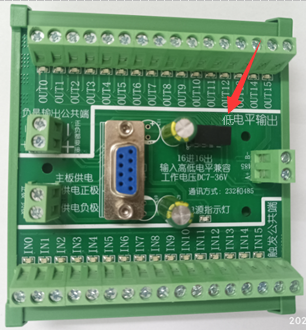 OUT0 OUT1 OUT2 OUT3 OUT4 OUT5 OUT6 OUT7 OUT8 OUT9 OUT10 OUT11 OUT12 OUT13 OUT14 OUT15
负载输出公共端
低电平输出
16进16出
输入高低电平兼容
工作电压DC7-36V
通讯方式: 232和485
主板供电
供电正极
供电负极
电源指示灯
A+
IN0 IN1 IN2 IN3 IN4 IN5 IN6 IN7 IN8 IN9 IN10 IN11 IN12 IN13 IN14 IN15
触发公共端
202